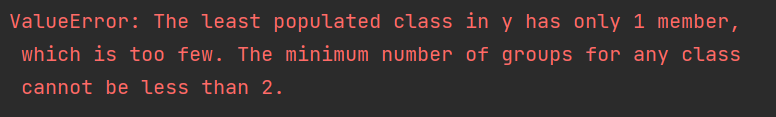 ValueError: The least populated class in y has only 1 member,
which is too few. The minimum number of groups for any class
cannot be less than 2.